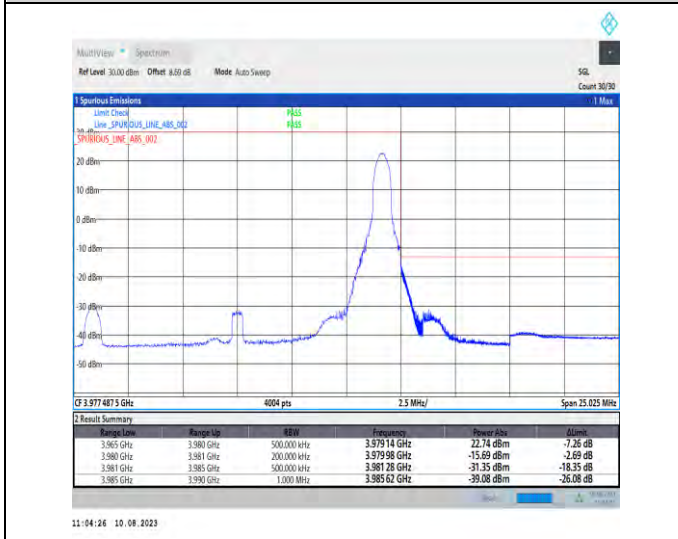 MultiView Spectrum
Ref Level 30.00 dBm Offset 8.69 dB Mode Auto Sweep SGL
Count 30/30
1 Spurious Emissions 1 Max
Limit Check PASS
Line _SPURIOUS_LINE_ABS_002 PASS
_SPURIOUS_LINE_ABS_002
20 dBm
10 dBm
0 dBm
-10 dBm
-20 dBm
-30 dBm
-40 dBm
-50 dBm
CF 3.977 487 5 GHz 4004 pts 2.5 MHz/ Span 25.025 MHz
2 Result Summary
Range Low Range Up RBW Frequency Power Abs ΔLimit
3.965 GHz 3.980 GHz 500.000 kHz 3.979 14 GHz 22.74 dBm -7.26 dB
3.980 GHz 3.981 GHz 200.000 kHz 3.979 98 GHz -15.69 dBm -2.69 dB
3.981 GHz 3.985 GHz 500.000 kHz 3.981 28 GHz -31.35 dBm -18.35 dB
3.985 GHz 3.990 GHz 1.000 MHz 3.985 62 GHz -39.08 dBm -26.08 dB
11:04:26 10.08.2023